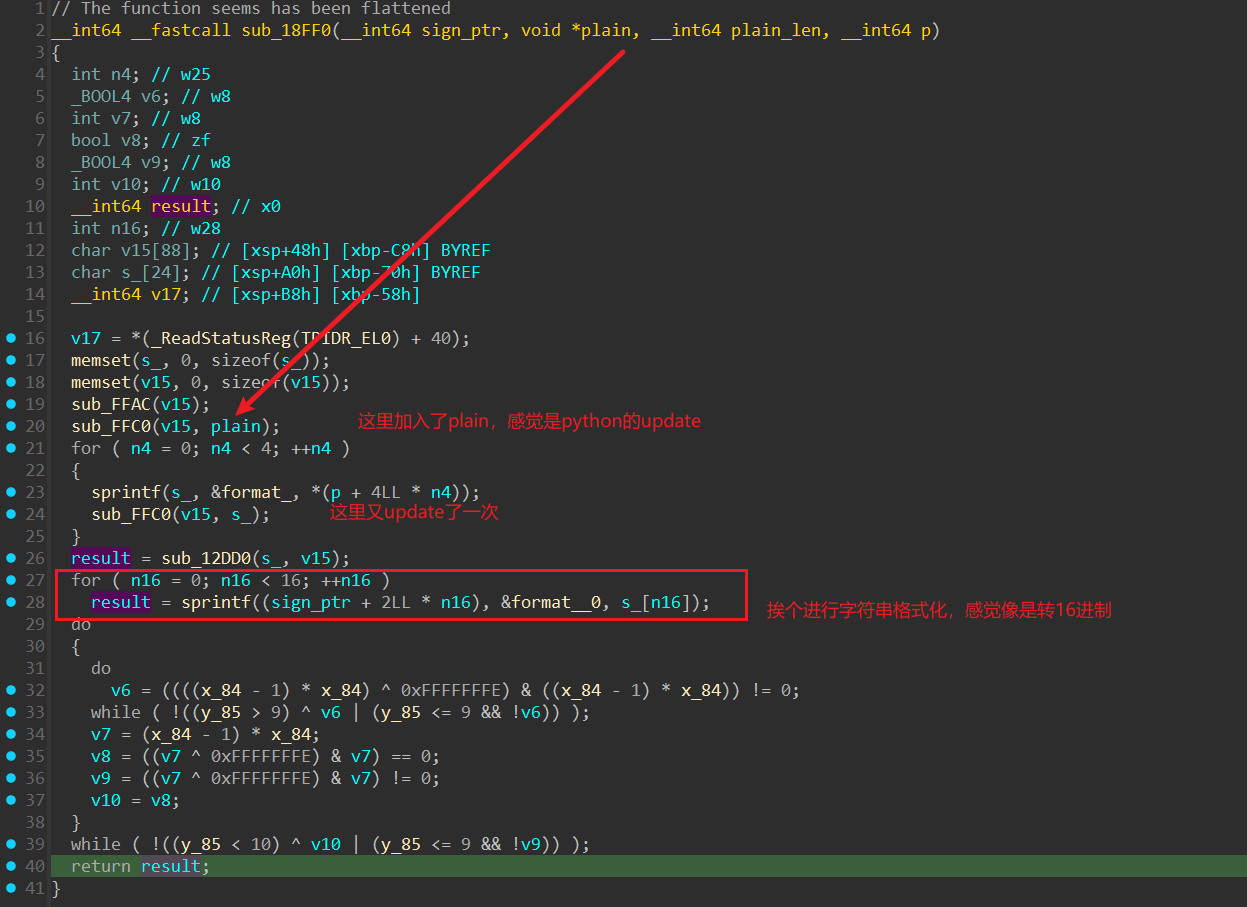 1 // The function seems has been flattened
2 __int64 __fastcall sub_18FF0(__int64 sign_ptr, void *plain, __int64 plain_len, __int64 p)
3 {
4 int n4; // w25
5 _BOOL4 v6; // w8
6 int v7; // w8
7 bool v8; // zf
8 _BOOL4 v9; // w8
9 int v10; // w10
10 __int64 result; // x0
11 int n16; // w28
12 char v15[88]; // [xsp+48h] [xbp-C8h] BYREF
13 char s_[24]; // [xsp+A0h] [xbp-70h] BYREF
14 __int64 v17; // [xsp+B8h] [xbp-58h]
15
16 v17 = *(_ReadStatusReg(TPIDR_EL0) + 40);
17 memset(s_, 0, sizeof(s_));
18 memset(v15, 0, sizeof(v15));
19 sub_FFAC(v15);
20 sub_FFC0(v15, plain); 这里加入了plain，感觉是python的update
21 for ( n4 = 0; n4 < 4; ++n4 )
22 {
23 sprintf(s_, &format_, *(p + 4LL * n4));
24 sub_FFC0(v15, s_); 这里又update了一次
25 }
26 result = sub_12DD0(s_, v15);
27 for ( n16 = 0; n16 < 16; ++n16 )
28 result = sprintf((sign_ptr + 2LL * n16), &format__0, s_[n16]); 挨个进行字符串格式化，感觉像是转16进制
29 do
30 {
31 do
32 v6 = ((((x_84 - 1) * x_84) ^ 0xFFFFFFFE) & ((x_84 - 1) * x_84)) != 0;
33 while ( !((y_85 > 9) ^ v6 | (y_85 <= 9 && !v6)) );
34 v7 = (x_84 - 1) * x_84;
35 v8 = ((v7 ^ 0xFFFFFFFE) & v7) == 0;
36 v9 = ((v7 ^ 0xFFFFFFFE) & v7) != 0;
37 v10 = v8;
38 }
39 while ( !((y_85 < 10) ^ v10 | (y_85 <= 9 && !v9)) );
40 return result;
41 }